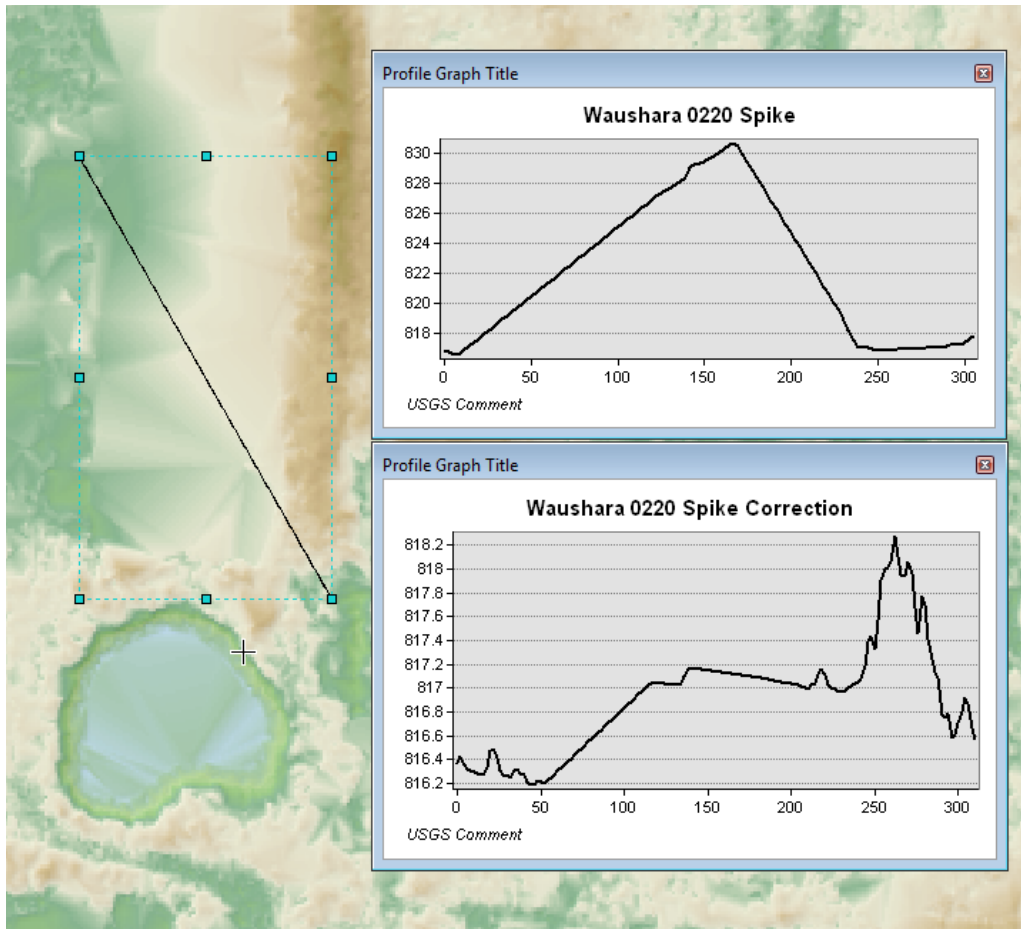 Profile Graph Title
Waushara 0220 Spike
830
828
826
824
822
820
818
0 50 100 150 200 250 300
USGS Comment
Profile Graph Title
Waushara 0220 Spike Correction
818.2
818
817.8
817.6
817.4
817.2
817
816.8
816.6
816.4
816.2
0 50 100 150 200 250 300
USGS Comment